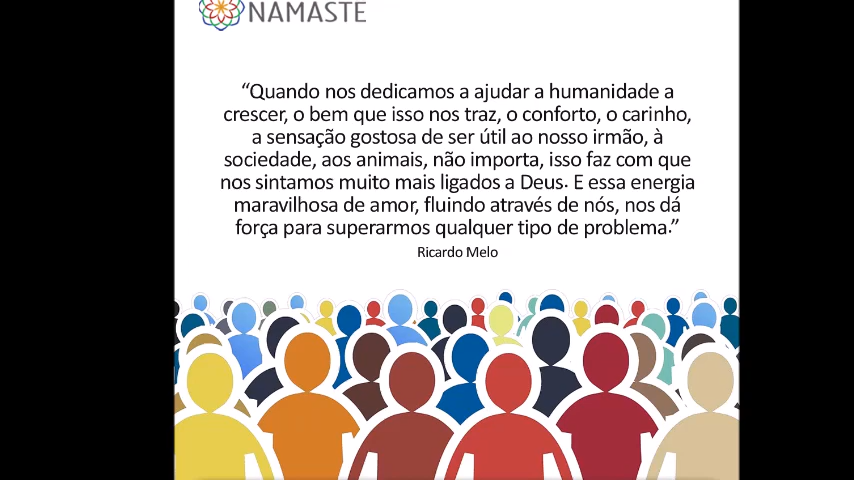 NAMASTE
“Quando nos dedicamos a ajudar a humanidade a
crescer, o bem que isso nos traz, o conforto, o carinho,
a sensação gostosa de ser útil ao nosso irmão, à
sociedade, aos animais, não importa, isso faz com que
nos sintamos muito mais ligados a Deus. E essa energia
maravilhosa de amor, fluindo através de nós, nos dá
força para superarmos qualquer tipo de problema.”
Ricardo Melo